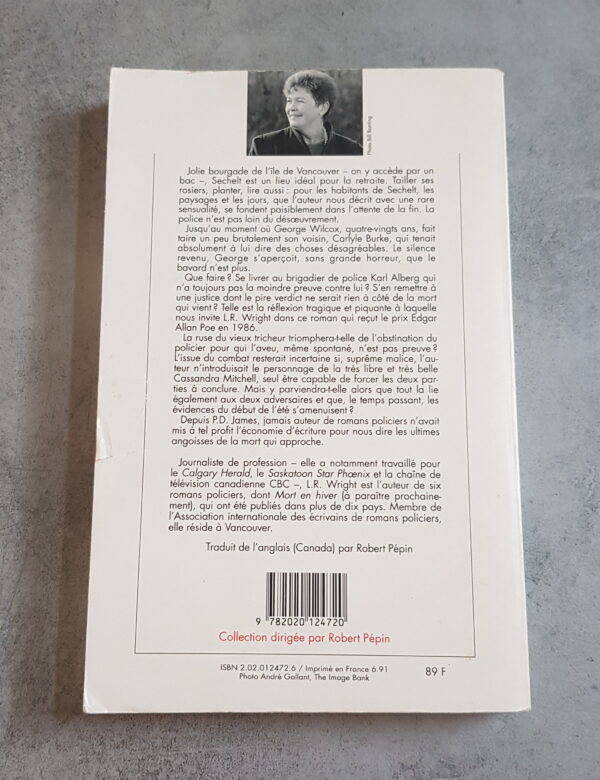 Photo Bill Banting
Jolie bourgade de l'île de Vancouver – on y accède par un
bac –, Sechelt est un lieu idéal pour la retraite. Tailler ses
rosiers, planter, lire aussi : pour les habitants de Sechelt, les
paysages et les jours, que l'auteur nous décrit avec une rare
sensualité, se fondent paisiblement dans l'attente de la fin. La
police n'est pas loin du désœuvrement.
Jusqu'au moment où George Wilcox, quatre-vingts ans, fait
taire un peu brutalement son voisin, Carlyle Burke, qui tenait
absolument à lui dire des choses désagréables. Le silence
revenu, George s'aperçoit, sans grande horreur, que le
bavard n'est plus.
Que faire ? Se livrer au brigadier de police Karl Alberg qui
n'a toujours pas la moindre preuve contre lui ? S'en remettre à
une justice dont le pire verdict ne serait rien à côté de la mort
qui vient ? Telle est la réflexion tragique et piquante à laquelle
nous invite L.R. Wright dans ce roman qui reçut le prix Edgar
Allan Poe en 1986.
La ruse du vieux tricheur triomphera-t-elle de l'obstination du
policier pour qui l'aveu, même spontané, n'est pas preuve ?
L'issue du combat resterait incertaine si, suprême malice, l'au-
teur n'introduisait le personnage de la très libre et très belle
Cassandra Mitchell, seul être capable de forcer les deux par-
ties à conclure. Mais y parviendra-t-elle alors que tout la lie
également aux deux adversaires et que, le temps passant, les
évidences du début de l'été s'amenuisent ?
Depuis P.D. James, jamais auteur de romans policiers n'avait
mis à tel profit l'économie d'écriture pour nous dire les ultimes
angoisses de la mort qui approche.
Journaliste de profession – elle a notamment travaillé pour
le Calgary Herald, le Saskatoon Star Phœnix et la chaîne de
télévision canadienne CBC –, L.R. Wright est l'auteur de six
romans policiers, dont Mort en hiver (à paraître prochaine-
ment), qui ont été publiés dans plus de dix pays. Membre de
l'Association internationale des écrivains de romans policiers,
elle réside à Vancouver.
Traduit de l'anglais (Canada) par Robert Pépin
9 782020 124720
Collection dirigée par Robert Pépin
ISBN 2.02.012472.6 / Imprimé en France 6.91
Photo André Gallant, The Image Bank
89 F